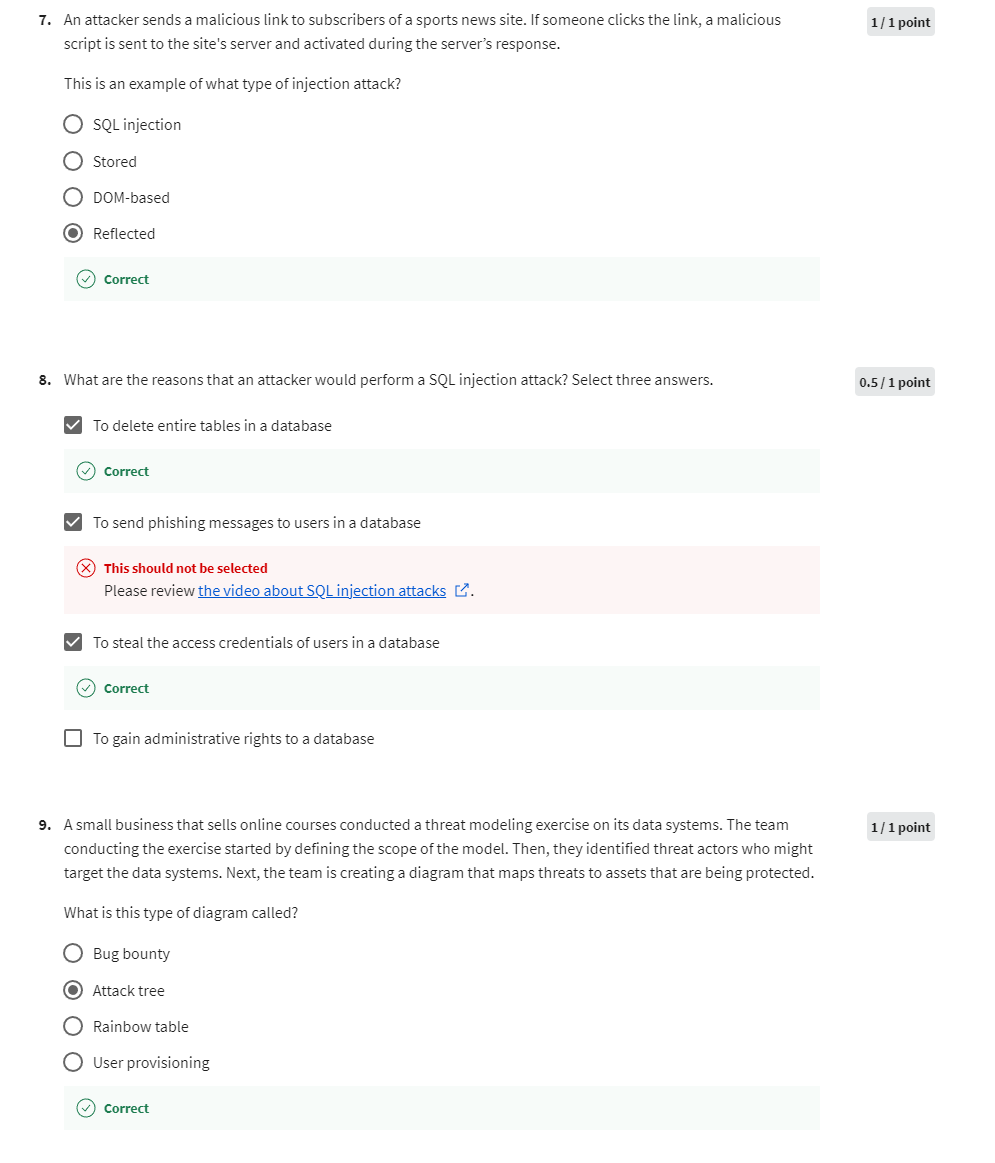 7. An attacker sends a malicious link to subscribers of a sports news site. If someone clicks the link, a malicious
1 / 1 point
script is sent to the site's server and activated during the server’s response.
This is an example of what type of injection attack?
SQL injection
Stored
DOM-based
Reflected
Correct
8. What are the reasons that an attacker would perform a SQL injection attack? Select three answers.
0.5 / 1 point
To delete entire tables in a database
Correct
To send phishing messages to users in a database
This should not be selected
Please review the video about SQL injection attacks.
To steal the access credentials of users in a database
Correct
To gain administrative rights to a database
9. A small business that sells online courses conducted a threat modeling exercise on its data systems. The team
1 / 1 point
conducting the exercise started by defining the scope of the model. Then, they identified threat actors who might
target the data systems. Next, the team is creating a diagram that maps threats to assets that are being protected.
What is this type of diagram called?
Bug bounty
Attack tree
Rainbow table
User provisioning
Correct